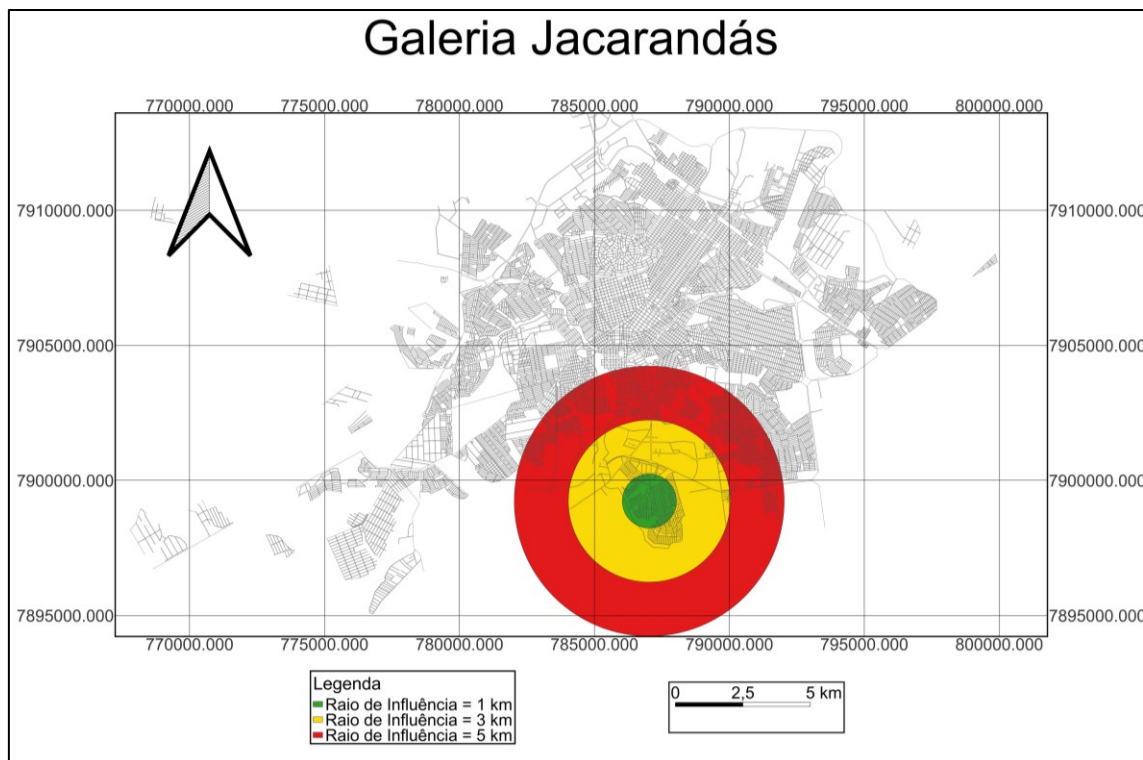 Galeria Jacarandás
770000.000 775000.000 780000.000 785000.000 790000.000 795000.000 800000.000
7910000.000 7910000.000
7905000.000 7905000.000
7900000.000 7900000.000
7895000.000 7895000.000
770000.000 775000.000 780000.000 785000.000 790000.000 795000.000 800000.000
Legenda
Raio de Influência = 1 km
Raio de Influência = 3 km
Raio de Influência = 5 km
0 2,5 5 km